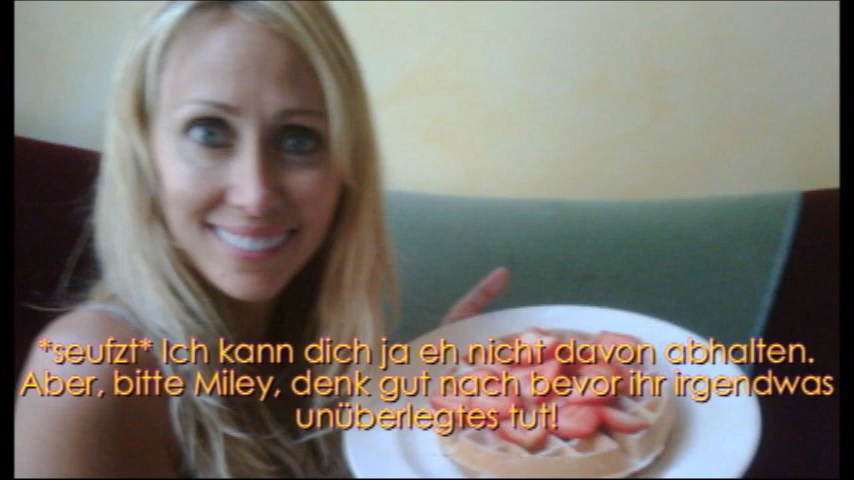 *seufzt* Ich kann dich ja eh nicht davon abhalten.
Aber, bitte Miley, denk gut nach bevor ihr irgendwas
unüberlegtes tut!